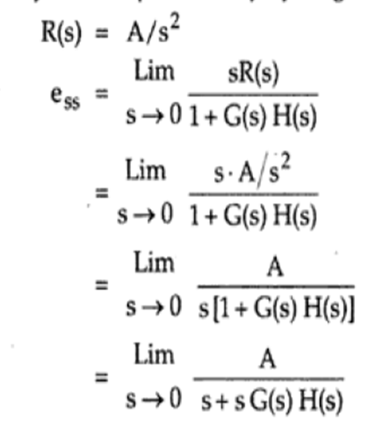 R(s) = A/s²
e_ss = Lim s→0 sR(s) / 1 + G(s) H(s)
= Lim s→0 s·A/s² / 1 + G(s) H(s)
= Lim s→0 A / s[1 + G(s) H(s)]
= Lim s→0 A / s + s G(s) H(s)